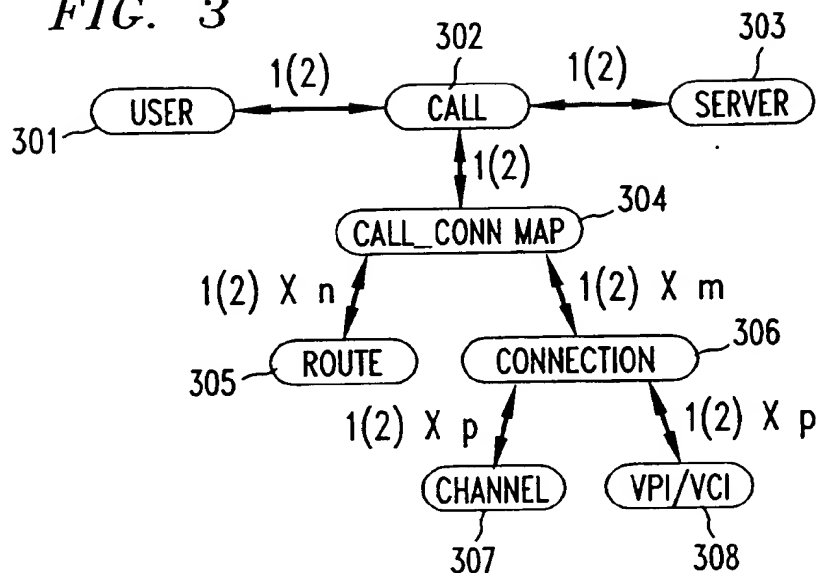 FIG. 3
302
303
1(2)
1(2)
USER
CALL
SERVER
301
1(2)
304
CALL_CONN MAP
1(2) X n
1(2) X m
306
ROUTE
CONNECTION
305
1(2) X p
1(2) X p
CHANNEL
VPI/VCI
307
308